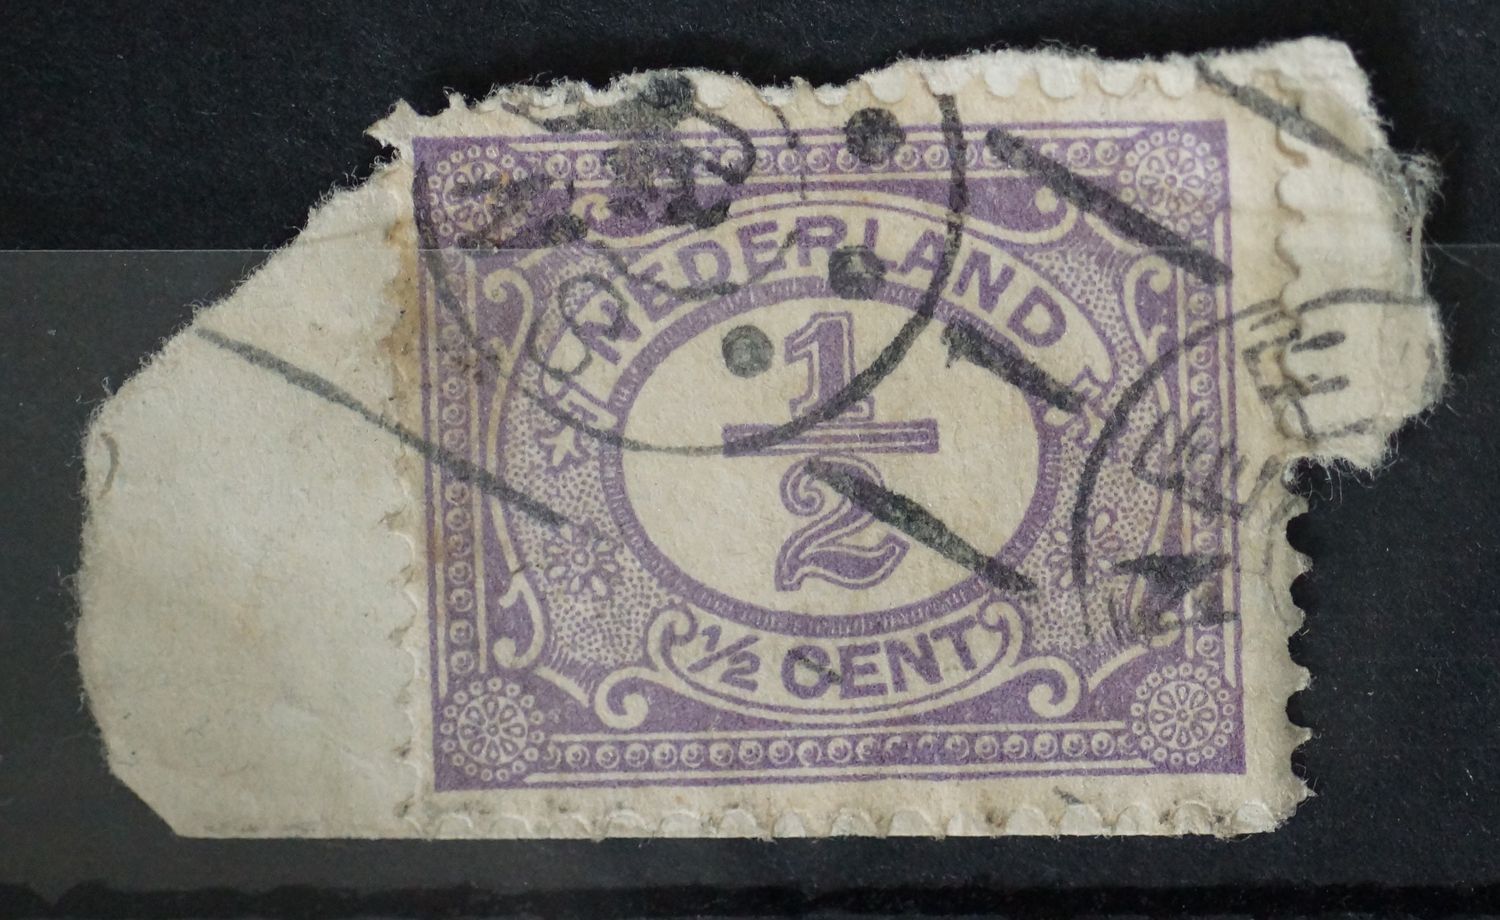 NEDERLAND
1/2
1/2 CENT